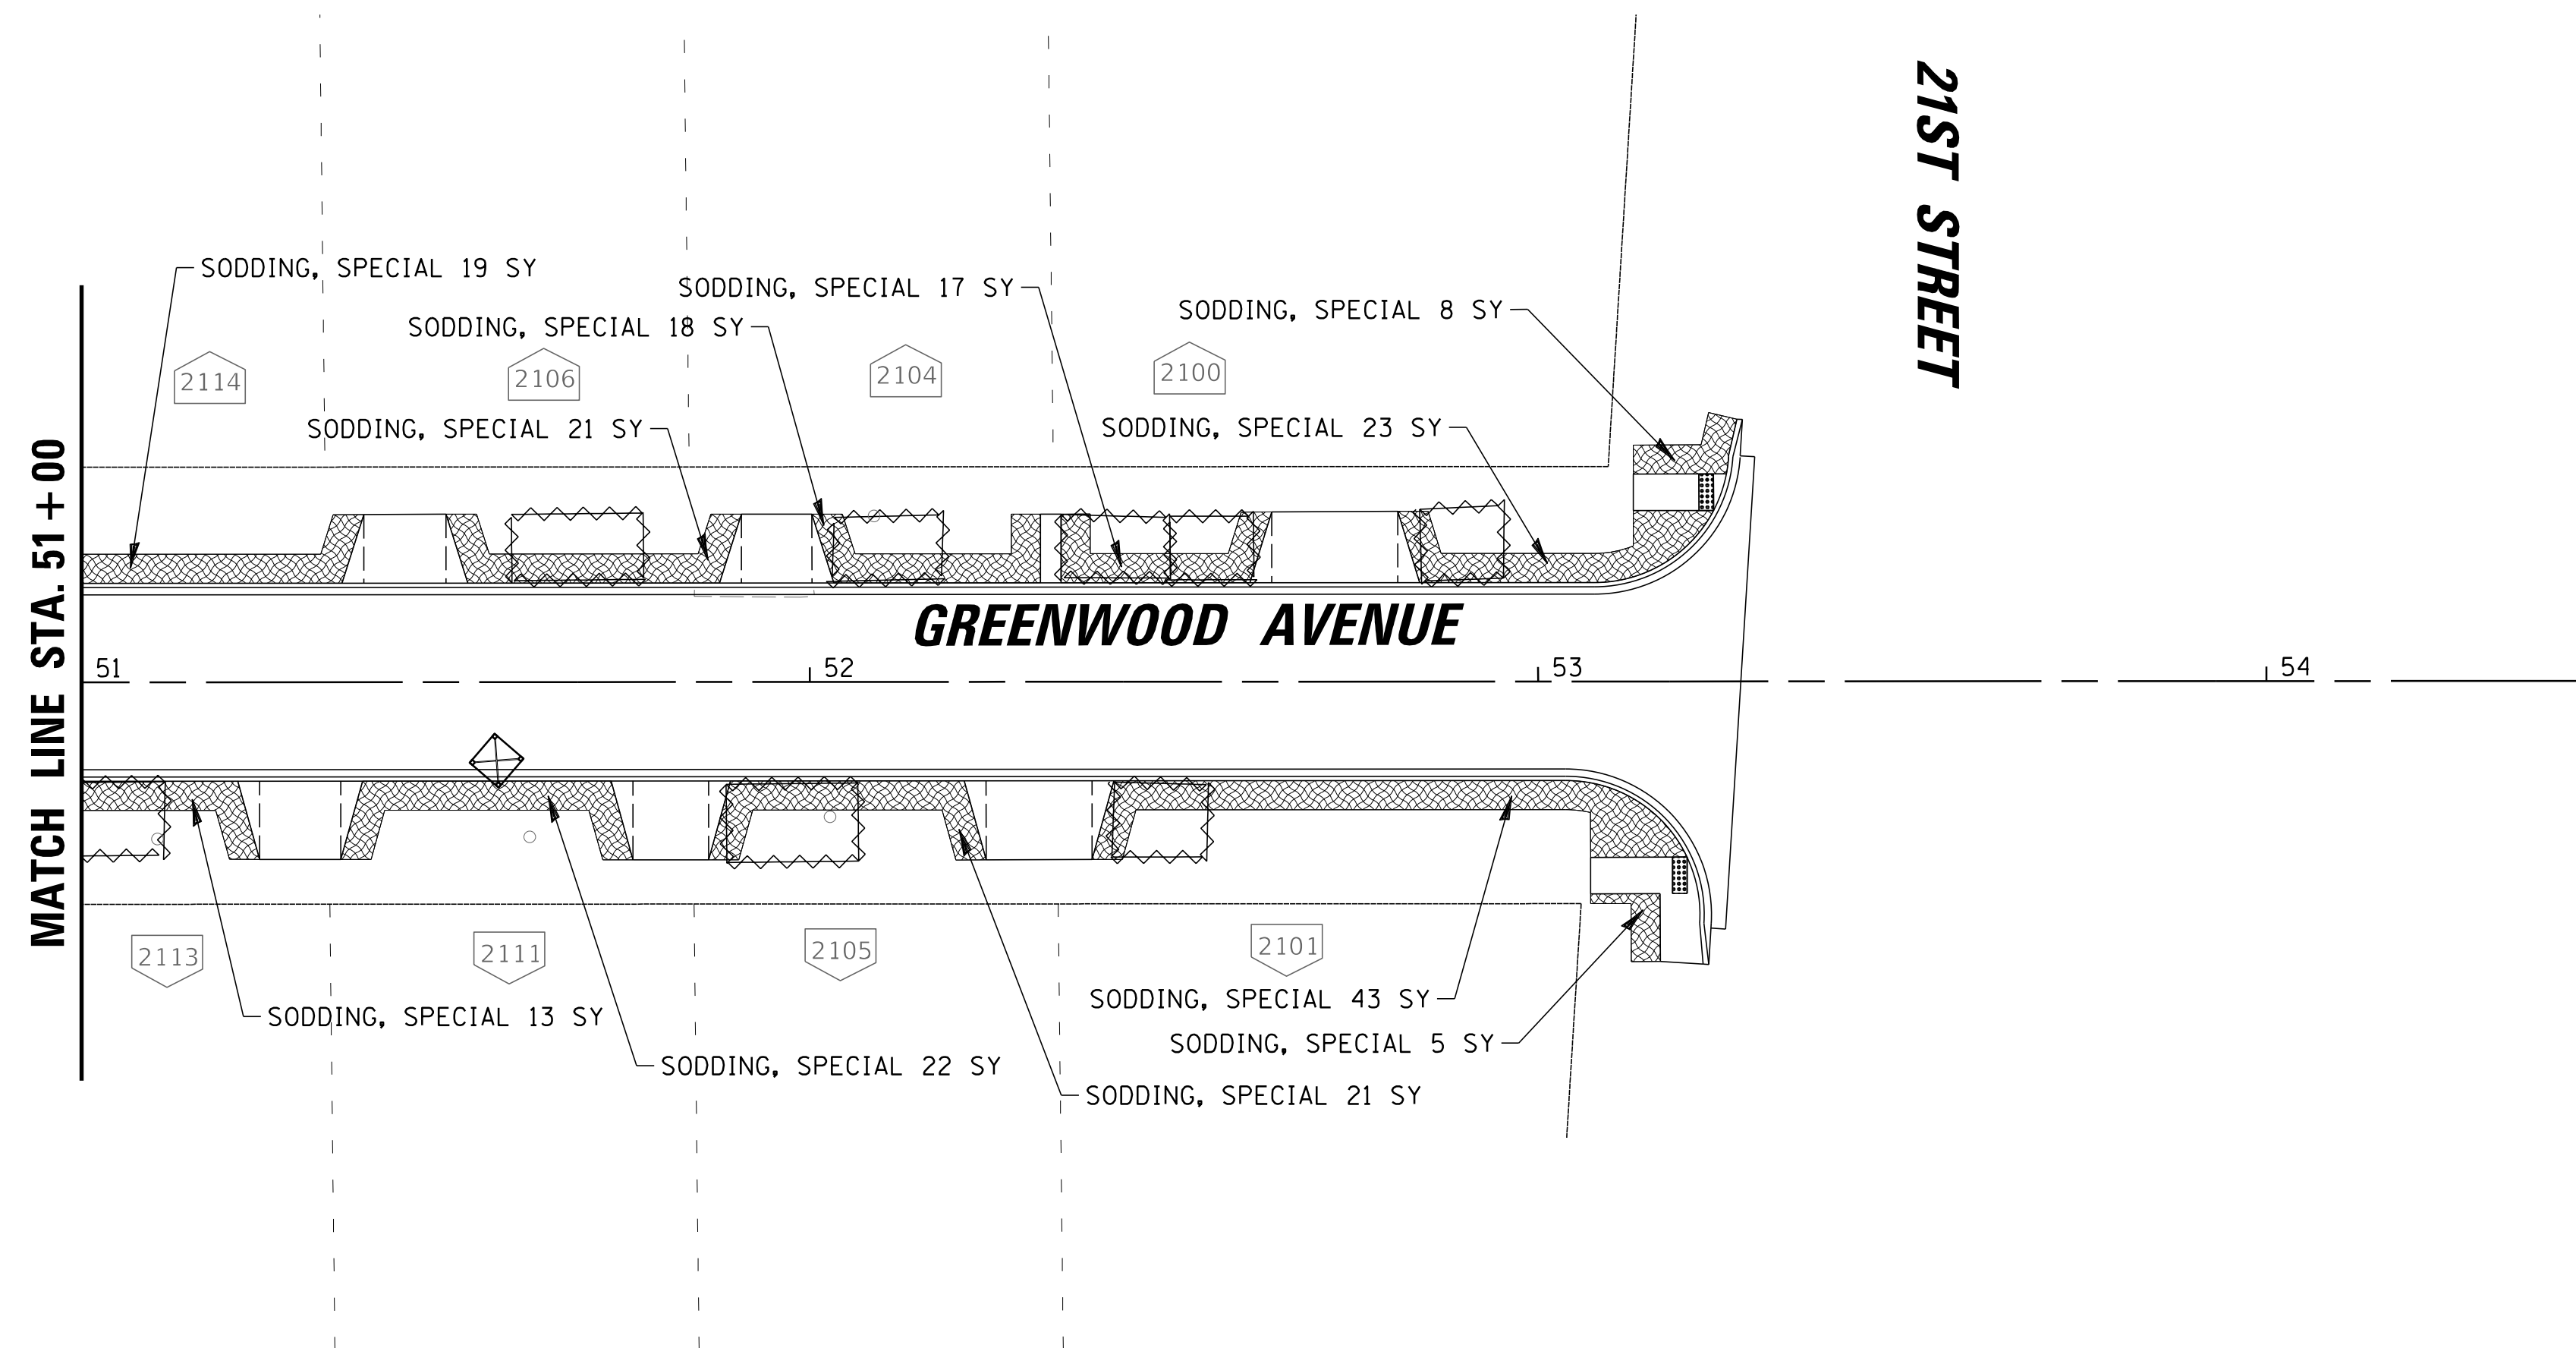 21ST STREET
SODDING, SPECIAL 19 SY
SODDING, SPECIAL 17 SY
SODDING, SPECIAL 8 SY
SODDING, SPECIAL 18 SY
2114
2106
2104
2100
SODDING, SPECIAL 21 SY
SODDING, SPECIAL 23 SY
MATCH LINE STA. 51+00
GREENWOOD AVENUE
51
52
53
54
2113
2111
2105
2101
SODDING, SPECIAL 43 SY
SODDING, SPECIAL 13 SY
SODDING, SPECIAL 5 SY
SODDING, SPECIAL 22 SY
SODDING, SPECIAL 21 SY